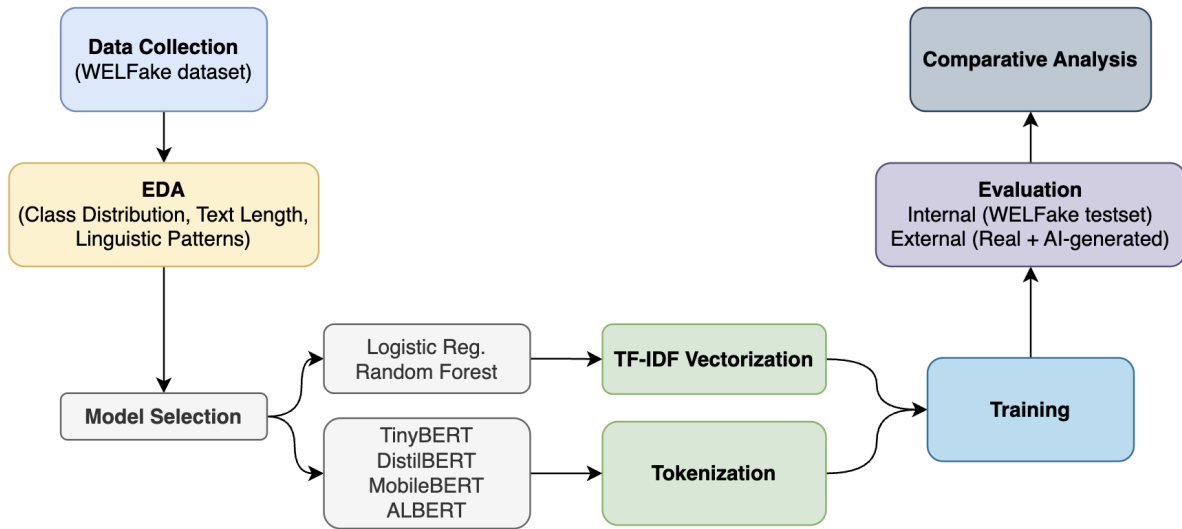 Data Collection
(WELFake dataset)
EDA
(Class Distribution, Text Length,
Linguistic Patterns)
Model Selection
Logistic Reg.
Random Forest
TinyBERT
DistilBERT
MobileBERT
ALBERT
TF-IDF Vectorization
Tokenization
Training
Evaluation
Internal (WELFake testset)
External (Real + AI-generated)
Comparative Analysis